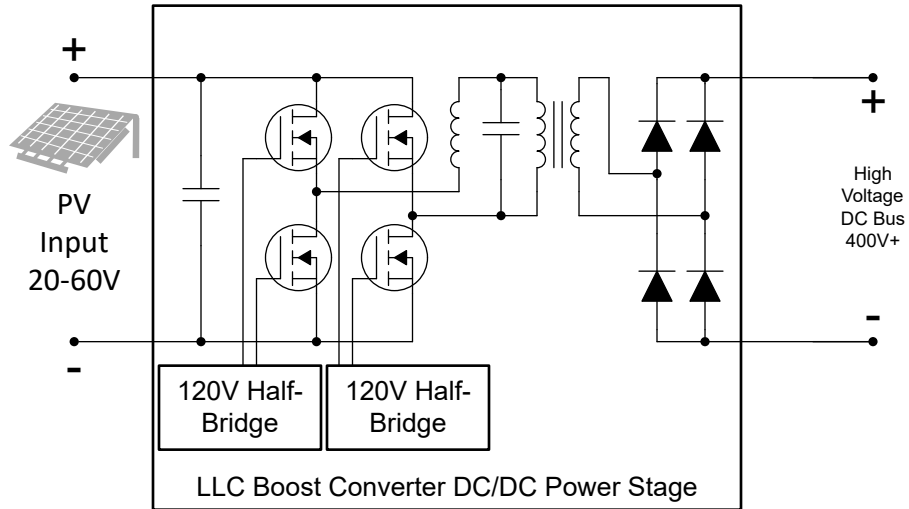 +
PV
Input
20-60V
-
120V Half-
Bridge
120V Half-
Bridge
LLC Boost Converter DC/DC Power Stage
+
High
Voltage
DC Bus
400V+
-